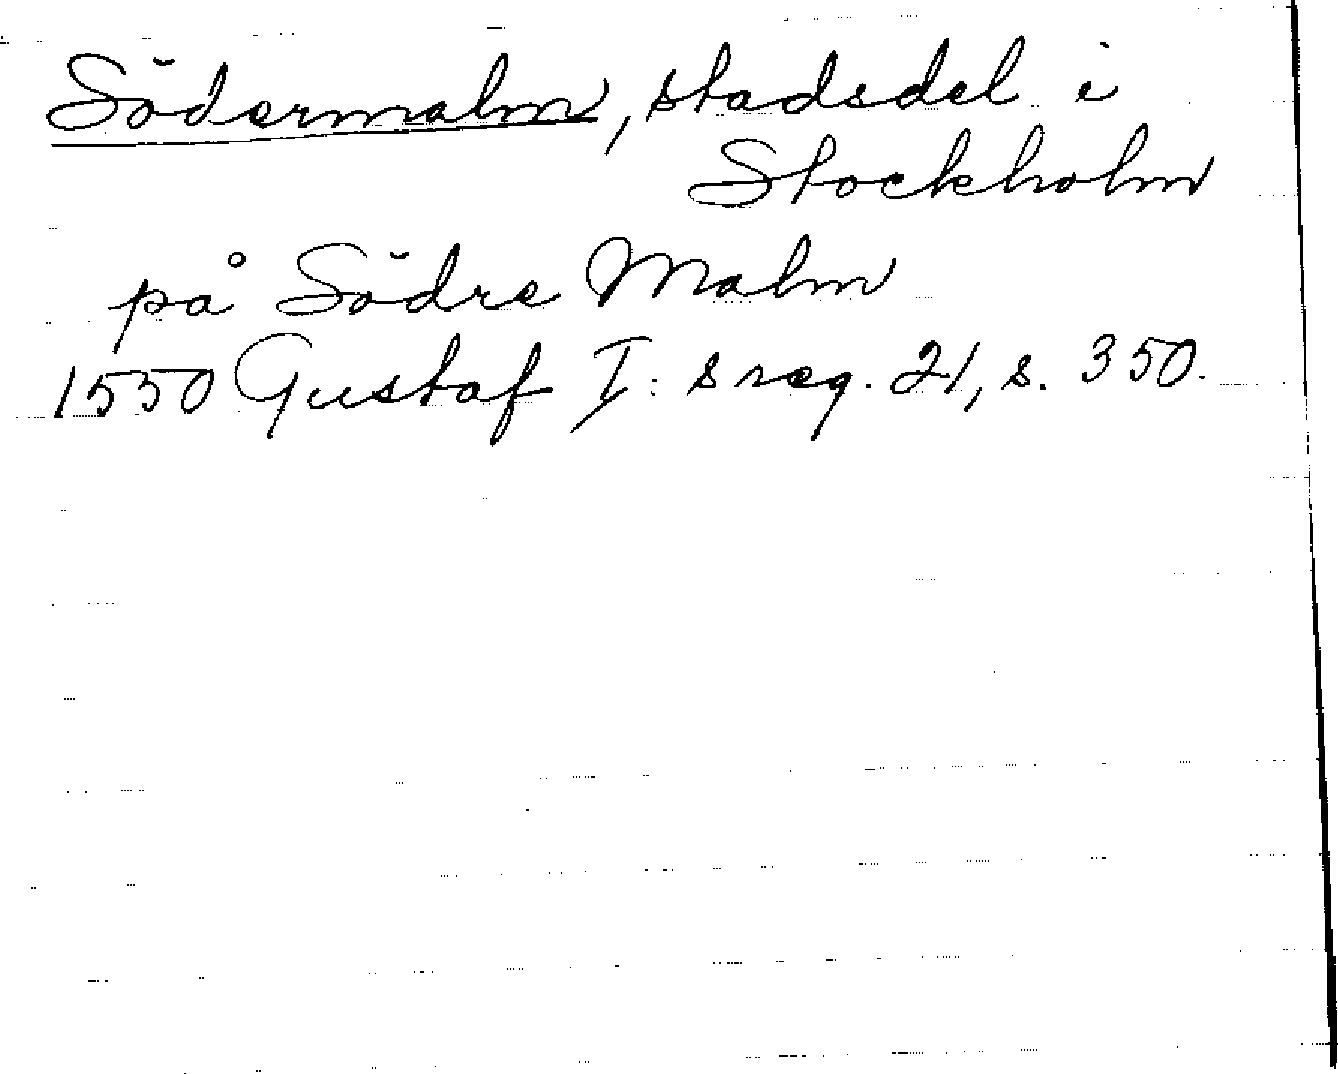 Södermalm, stadsdel i
Stockholm
på Södre Malm
1550 Gustaf I:s reg. 21, s. 350.